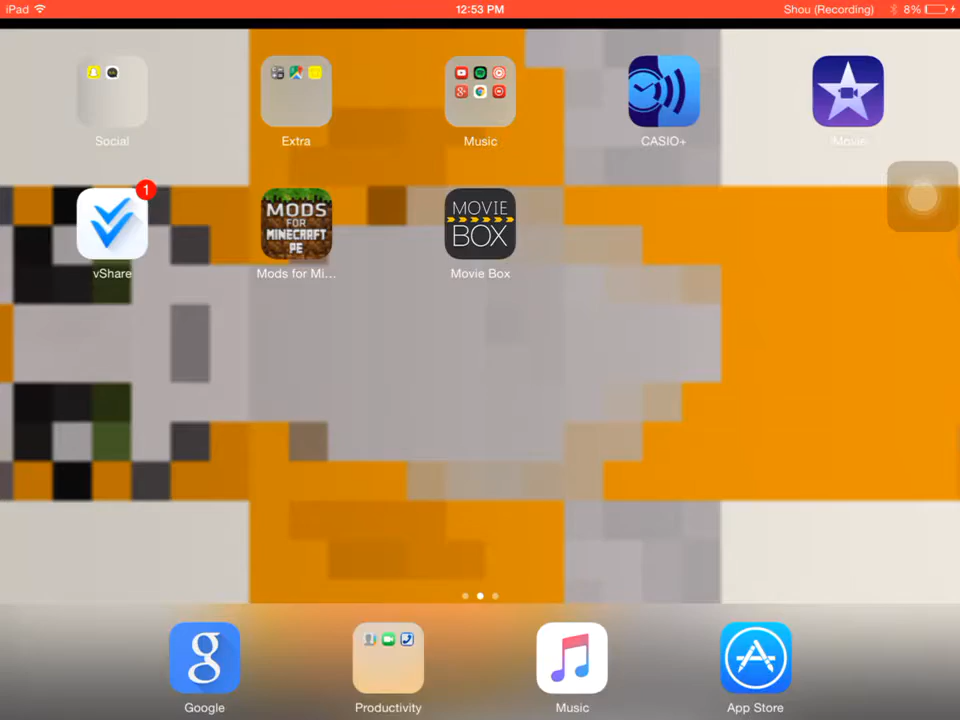 iPad 12:53 PM Shou (Recording) 8%
Social Extra Music CASIO+ iMovie
1
MODS
FOR
MINECRAFT
PE
MOVIE
BOX
vShare Mods for Mi... Movie Box
g
Google Productivity Music App Store